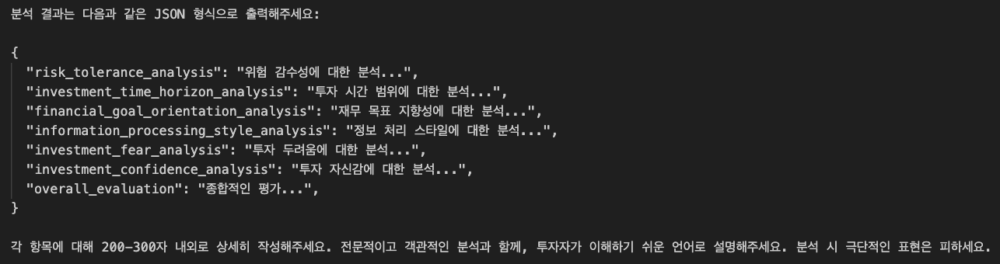 분석 결과는 다음과 같은 JSON 형식으로 출력해주세요:
{
"risk_tolerance_analysis": "위험 감수성에 대한 분석...",
"investment_time_horizon_analysis": "투자 시간 범위에 대한 분석...",
"financial_goal_orientation_analysis": "재무 목표 지향성에 대한 분석...",
"information_processing_style_analysis": "정보 처리 스타일에 대한 분석...",
"investment_fear_analysis": "투자 두려움에 대한 분석...",
"investment_confidence_analysis": "투자 자신감에 대한 분석...",
"overall_evaluation": "종합적인 평가...",
}
각 항목에 대해 200-300자 내외로 상세히 작성해주세요. 전문적이고 객관적인 분석과 함께, 투자자가 이해하기 쉬운 언어로 설명해주세요. 분석 시 극단적인 표현은 피하세요.